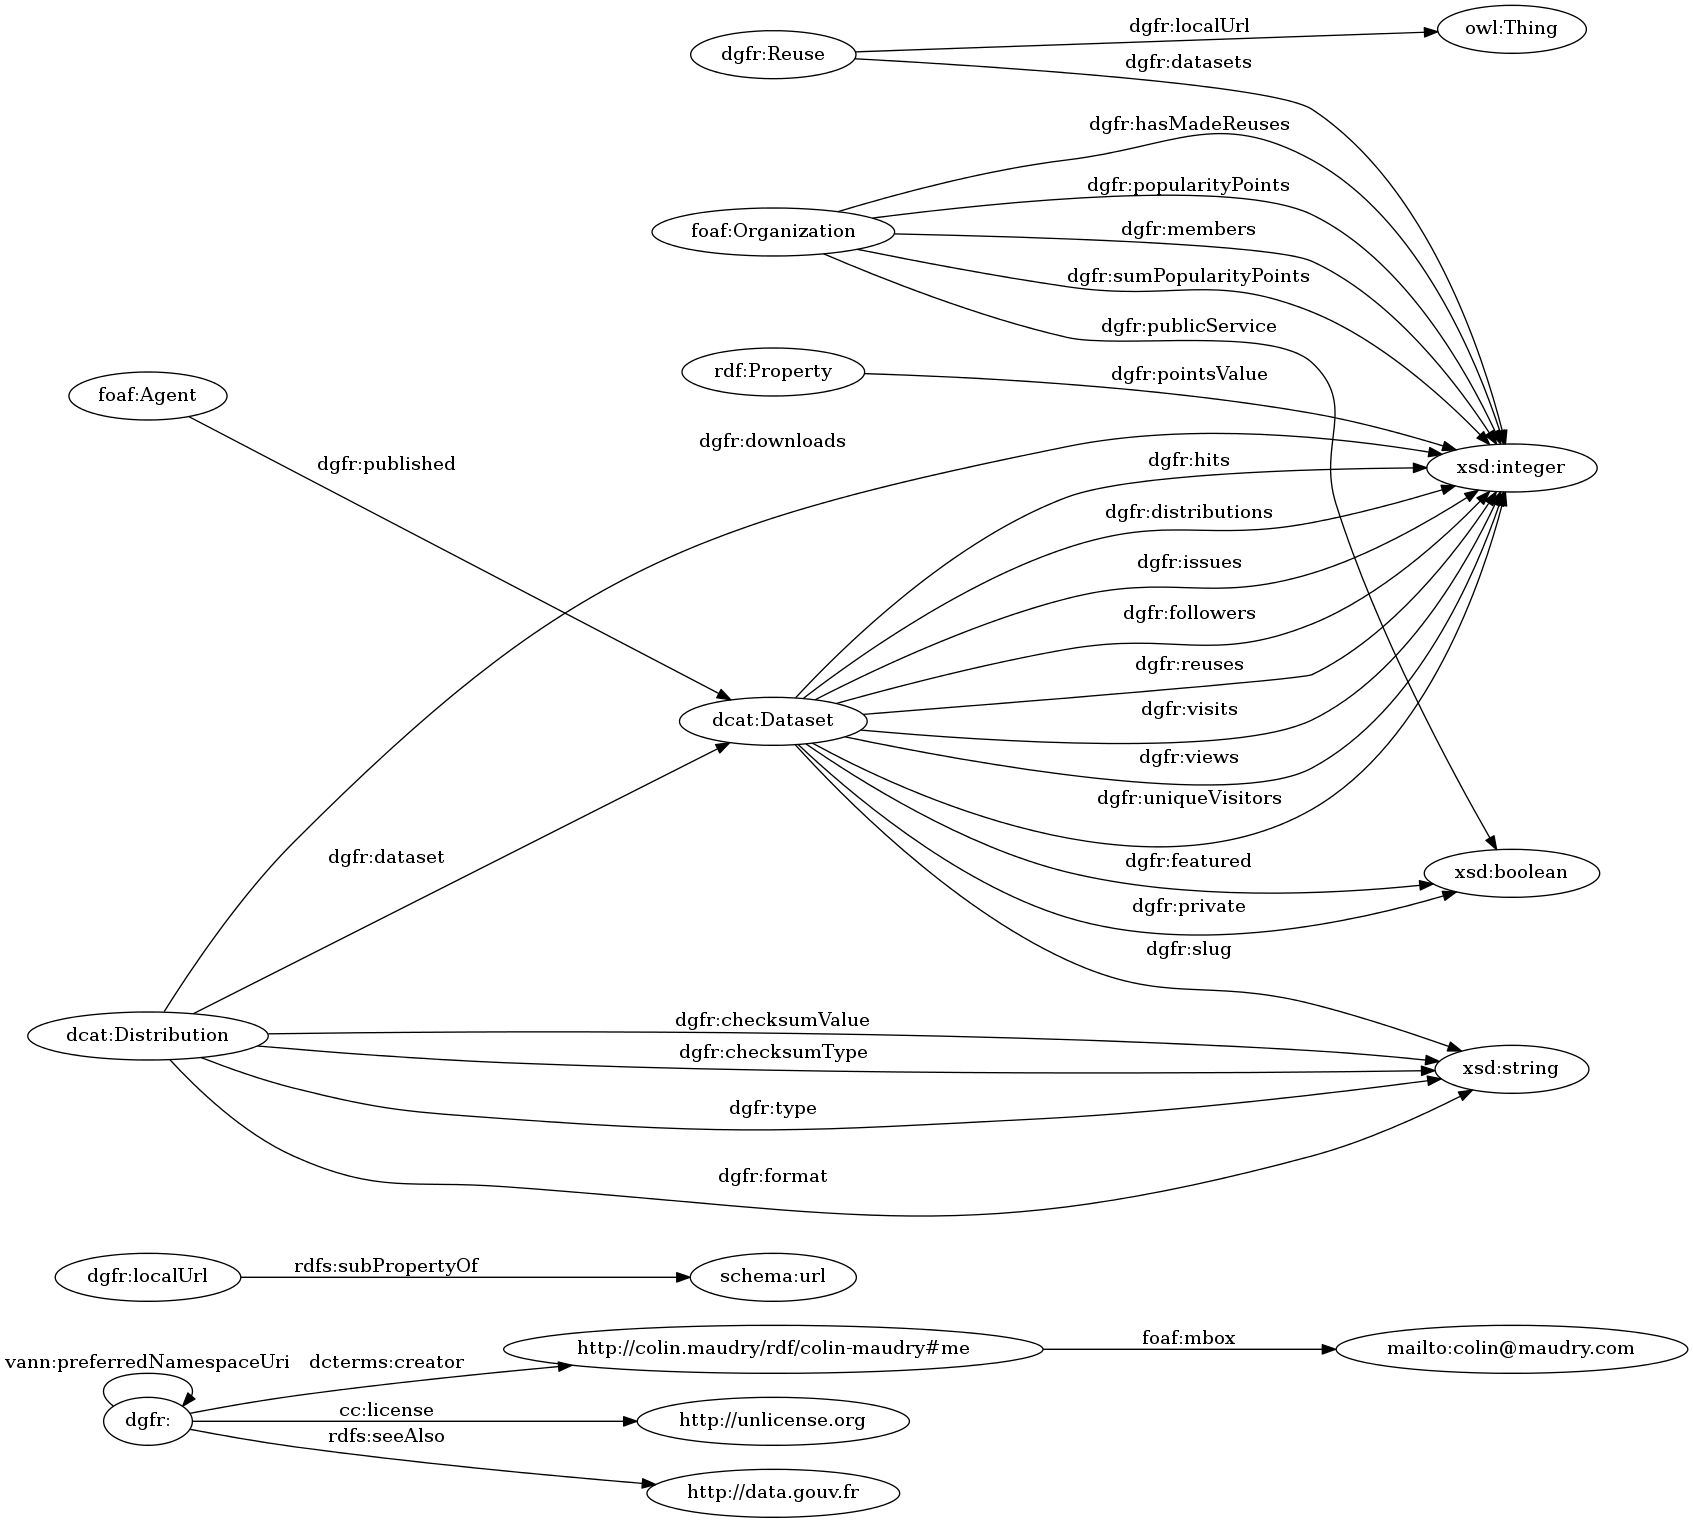 dgfr:localUrl
owl:Thing
dgfr:Reuse
dgfr:datasets
dgfr:hasMadeReuses
dgfr:popularityPoints
dgfr:members
foaf:Organization
dgfr:sumPopularityPoints
dgfr:publicService
rdf:Property
dgfr:pointsValue
foaf:Agent
dgfr:downloads
dgfr:published
dgfr:hits
xsd:integer
dgfr:distributions
dgfr:issues
dgfr:followers
dgfr:reuses
dgfr:visits
dcat:Dataset
dgfr:views
dgfr:uniqueVisitors
dgfr:dataset
dgfr:featured
xsd:boolean
dgfr:private
dgfr:slug
dgfr:checksumValue
dcat:Distribution
dgfr:checksumType
xsd:string
dgfr:type
dgfr:format
rdfs:subPropertyOf
dgfr:localUrl
schema:url
foaf:mbox
http://colin.maudry/rdf/colin-maudry#me
mailto:colin@maudry.com
vann:preferredNamespaceUri
dcterms:creator
cc:license
dgfr:
http://unlicense.org
rdfs:seeAlso
http://data.gouv.fr